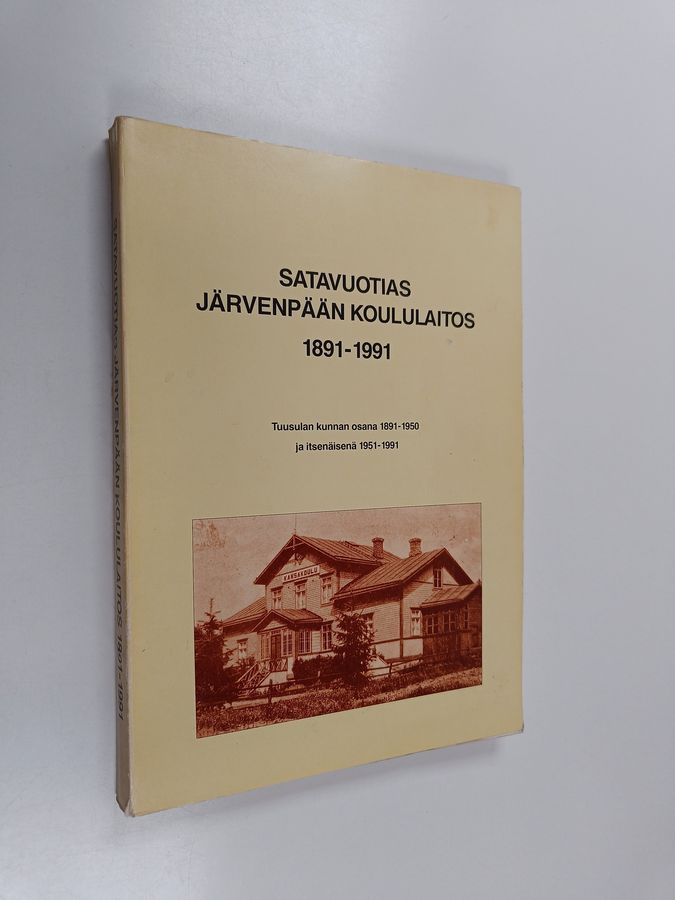 SATAVUOTIAS
JÄRVENPÄÄN KOULULAITOS
1891-1991
Tuusulan kunnan osana 1891-1950
ja itsenäisenä 1951-1991
KANSAKOULU
SATAVUOTIAS JÄRVENPÄÄN KOULULAITOS 1891-1991